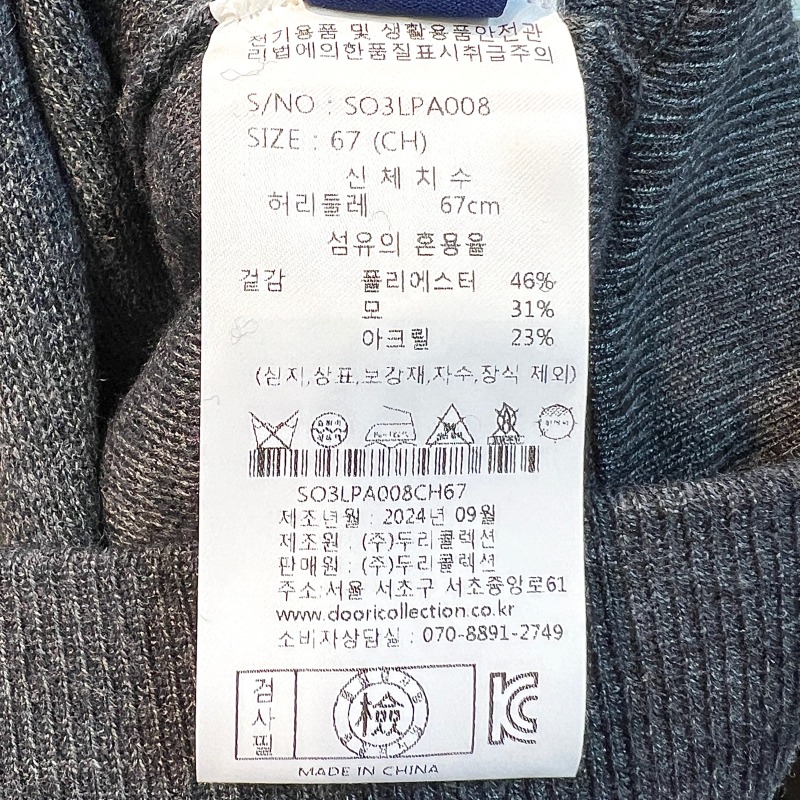 전기용품 및 생활용품안전관
리법에의한품질표시취급주의
S/NO : SO3LPA008
SIZE : 67 (CH)
신체치수
허리둘레 67cm
섬유의 혼용율
겉감 폴리에스터 46%
모 31%
아크릴 23%
(심지,상표,보강재,자수,장식 제외)
SO3LPA008CH67
제조년월 : 2024년 09월
제조원 : (주)두리콜렉션
판매원 : (주)두리콜렉션
주소:서울 서초구 서초중앙로61
www.dooricollection.co.kr
소비자상담실 : 070-8891-2749
검사필 檢
KC
MADE IN CHINA